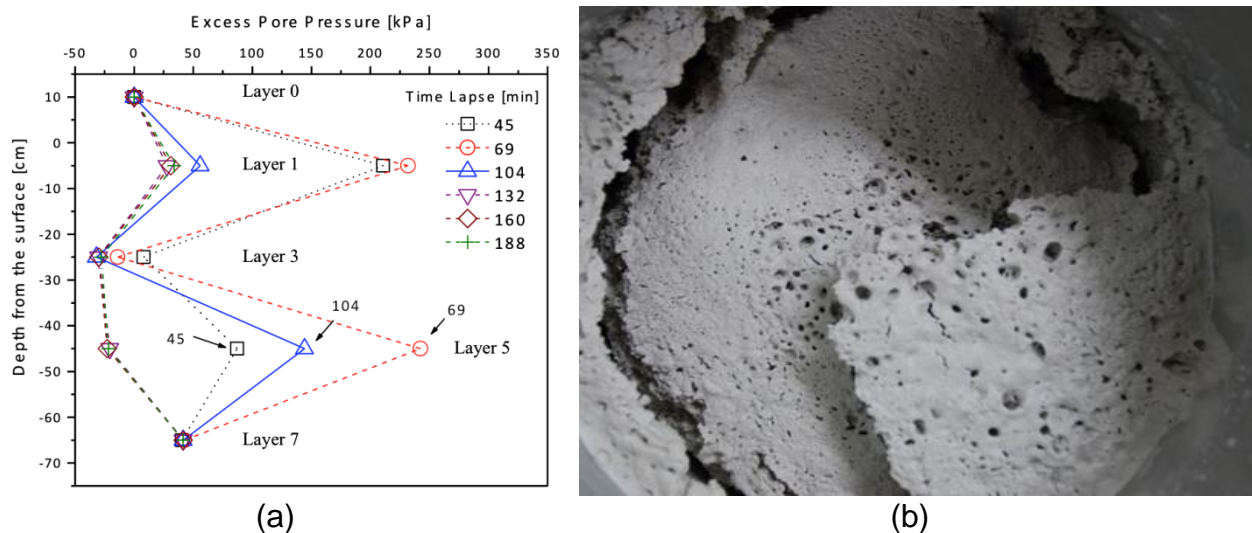 Excess Pore Pressure [kPa]
-50 0 50 100 150 200 250 300 350
Layer 0
Time Lapse [min]
45
69
104
132
160
188
10
0
-10
-20
-30
-40
-50
-60
-70
Depth from the surface [cm]
Layer 1
Layer 3
104
69
45
Layer 5
Layer 7
(a)
(b)